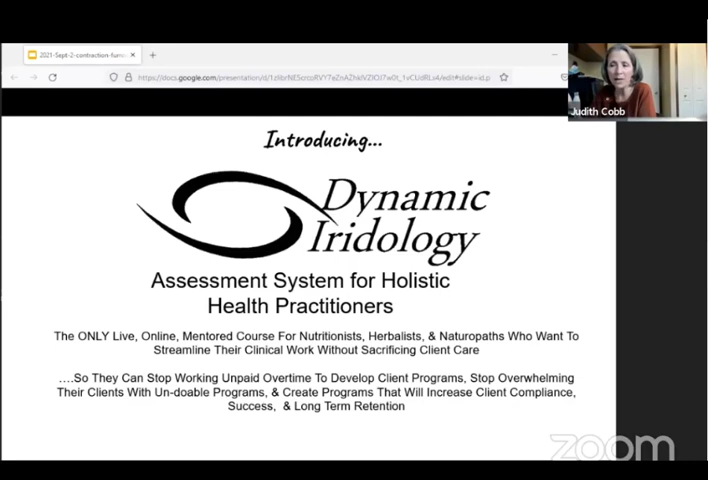 2021-Sept-2-contraction-furro
Judith Cobb
Introducing...
Dynamic
Iridology
Assessment System for Holistic
Health Practitioners
The ONLY Live, Online, Mentored Course For Nutritionists, Herbalists, & Naturopaths Who Want To
Streamline Their Clinical Work Without Sacrificing Client Care
....So They Can Stop Working Unpaid Overtime To Develop Client Programs, Stop Overwhelming
Their Clients With Un-doable Programs, & Create Programs That Will Increase Client Compliance,
Success, & Long Term Retention
zoom